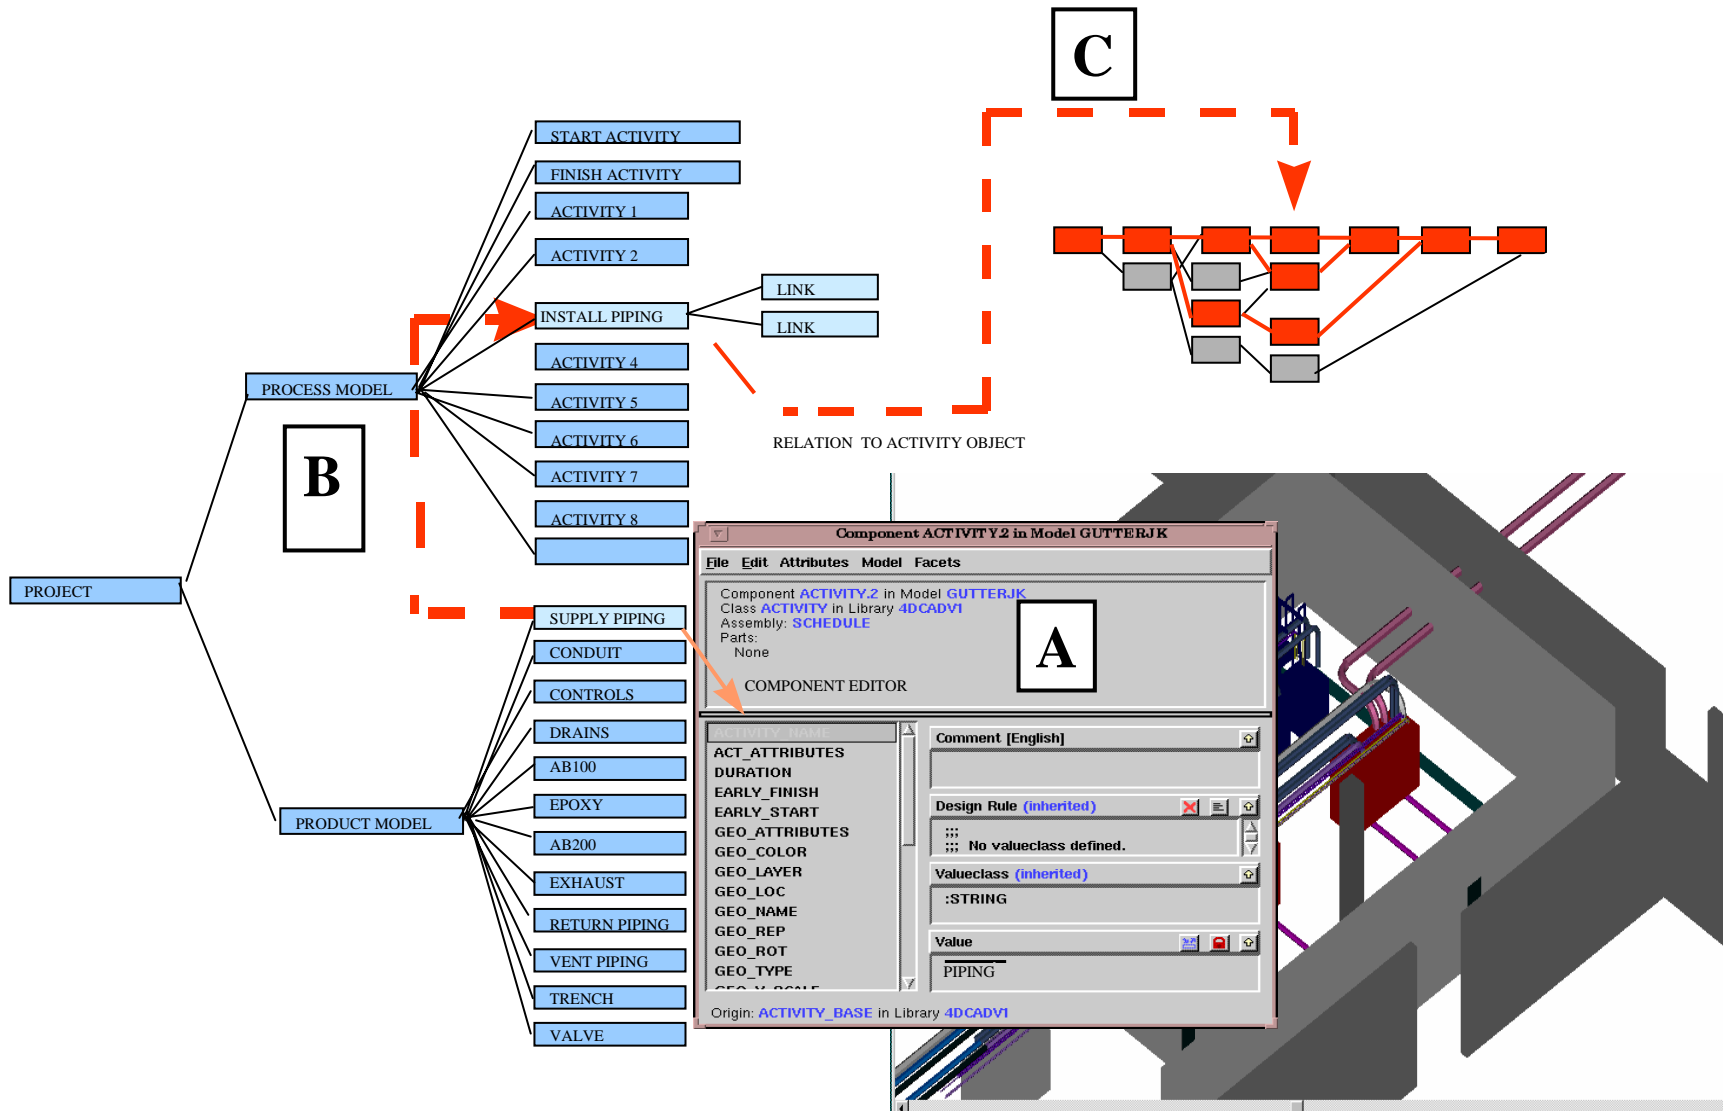 C
START ACTIVITY
FINISH ACTIVITY
ACTIVITY 1
ACTIVITY 2
INSTALL PIPING
LINK
LINK
ACTIVITY 4
ACTIVITY 5
ACTIVITY 6
ACTIVITY 7
ACTIVITY 8
PROCESS MODEL
B
RELATION TO ACTIVITY OBJECT
PROJECT
PRODUCT MODEL
SUPPLY PIPING
CONDUIT
CONTROLS
DRAINS
AB100
EPOXY
AB200
EXHAUST
RETURN PIPING
VENT PIPING
TRENCH
VALVE
Component ACTIVITY.2 in Model GUTTERJK
File Edit Attributes Model Facets
Component ACTIVITY.2 in Model GUTTERJK
Class ACTIVITY in Library 4DCADV1
Assembly: SCHEDULE
Parts:
None
A
COMPONENT EDITOR
ACTIVITY_NAME
ACT_ATTRIBUTES
DURATION
EARLY_FINISH
EARLY_START
GEO_ATTRIBUTES
GEO_COLOR
GEO_LAYER
GEO_LOC
GEO_NAME
GEO_REP
GEO_ROT
GEO_TYPE
Comment [English]
Design Rule (inherited)
;;;
;;; No valueclass defined.
Valueclass (inherited)
:STRING
Value
PIPING
Origin: ACTIVITY_BASE in Library 4DCADV1